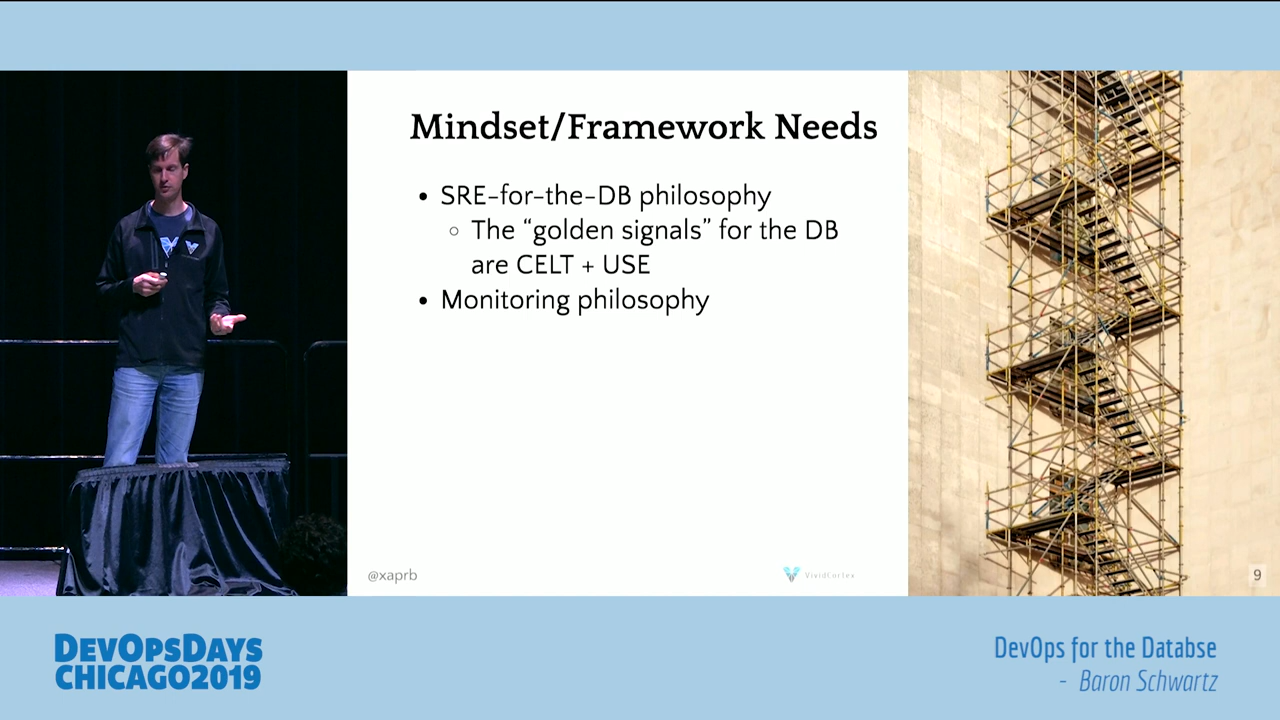 Mindset/Framework Needs
• SRE-for-the-DB philosophy
○ The “golden signals” for the DB
are CELT + USE
• Monitoring philosophy
@xaprb
VividCortex
9
DEVOPSDAYS
CHICAGO2019
DevOps for the Databse
- Baron Schwartz